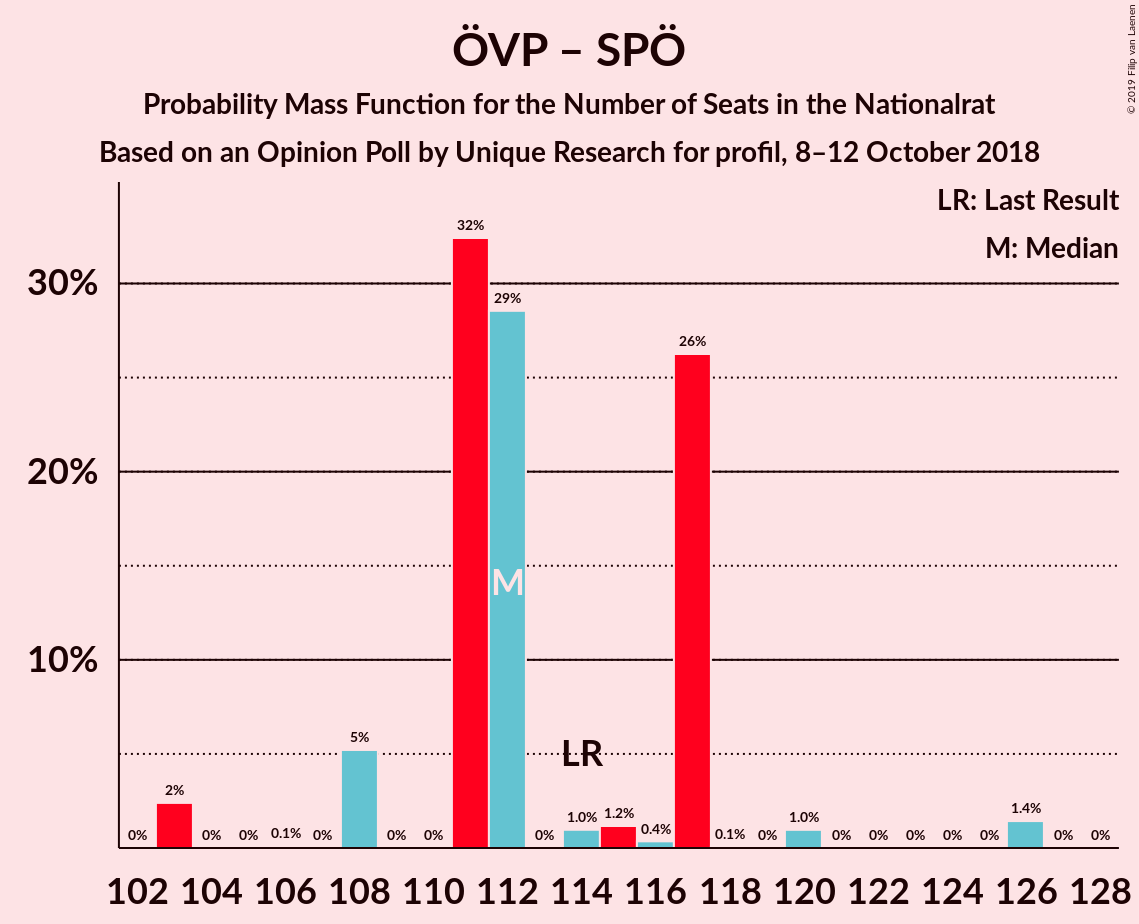 ÖVP – SPÖ
Probability Mass Function for the Number of Seats in the Nationalrat
Based on an Opinion Poll by Unique Research for profil, 8–12 October 2018
© 2019 Filip van Laenen
LR: Last Result
M: Median
30%
20%
10%
0% 2% 0% 0% 0.1% 0% 5% 0% 0% 32% 29% 0% 1.0% 1.2% 0.4% 26% 0.1% 0% 1.0% 0% 0% 0% 0% 0% 1.4% 0% 0%
M
LR
102 104 106 108 110 112 114 116 118 120 122 124 126 128